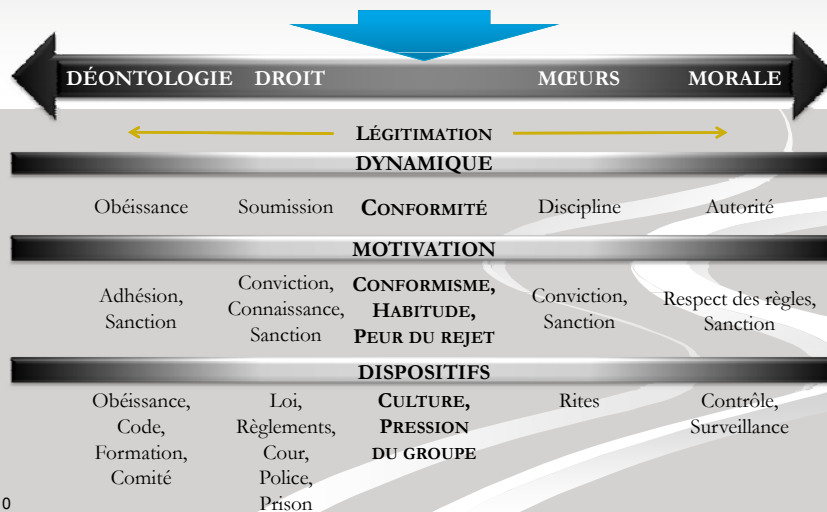 DÉONTOLOGIE DROIT MŒURS MORALE
LÉGITIMATION
DYNAMIQUE
Obéissance Soumission CONFORMITÉ Discipline Autorité
MOTIVATION
Adhésion, Sanction
Conviction, Connaissance, Sanction
CONFORMISME, HABITUDE, PEUR DU REJET
Conviction, Sanction
Respect des règles, Sanction
DISPOSITIFS
Obéissance, Code, Formation, Comité
Loi, Règlements, Cour, Police, Prison
CULTURE, PRESSION DU GROUPE
Rites
Contrôle, Surveillance
0